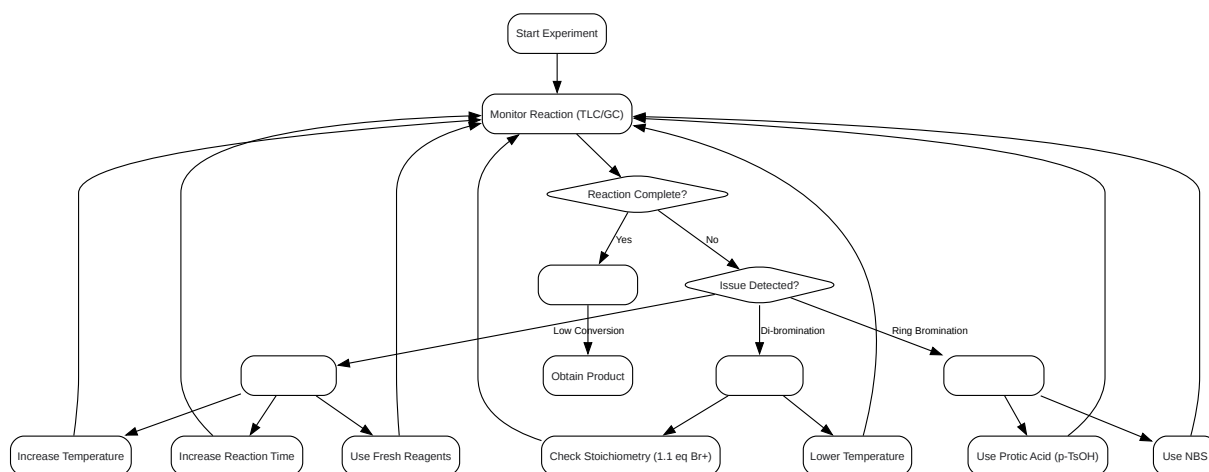 Start Experiment
Monitor Reaction (TLC/GC)
Reaction Complete?
Yes
No
Issue Detected?
Low Conversion
Di-bromination
Ring Bromination
Obtain Product
Increase Temperature
Increase Reaction Time
Use Fresh Reagents
Check Stoichiometry (1.1 eq Br+)
Lower Temperature
Use Protic Acid (p-TsOH)
Use NBS